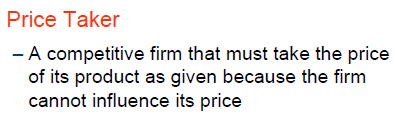 Price Taker
– A competitive firm that must take the price
of its product as given because the firm
cannot influence its price